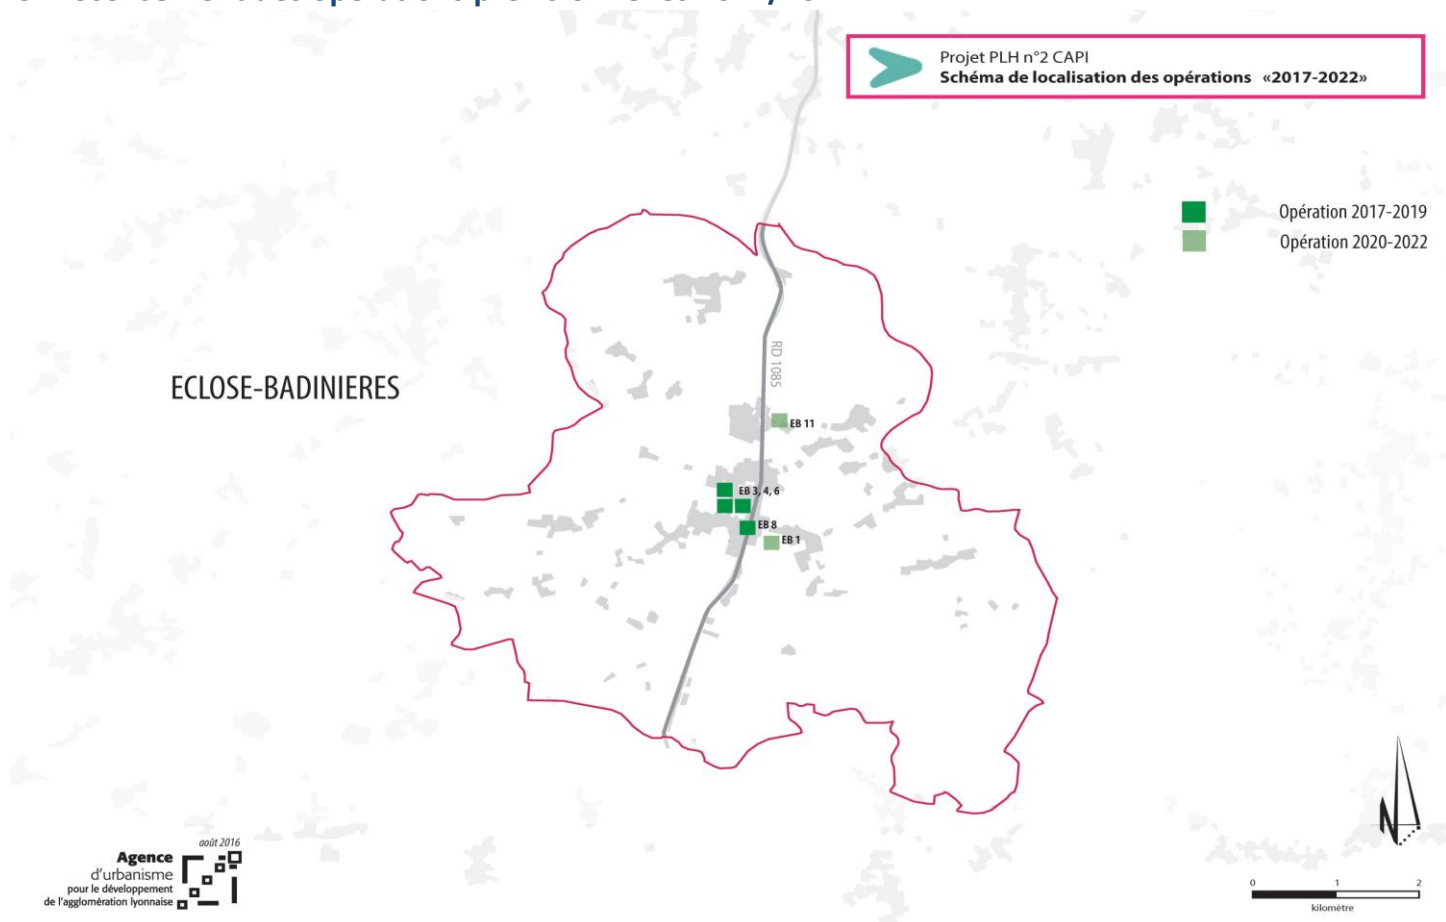 Projet PLH n°2 CAPI
Schéma de localisation des opérations «2017-2022»
Opération 2017-2019
Opération 2020-2022
RD 1085
ECLOSE-BADINIERES
EB 11
EB 3, 4, 6
EB 8
EB 1
N
août 2016
Agence
d'urbanisme
pour le développement
de l'agglomération lyonnaise
0 1 2
kilomètre